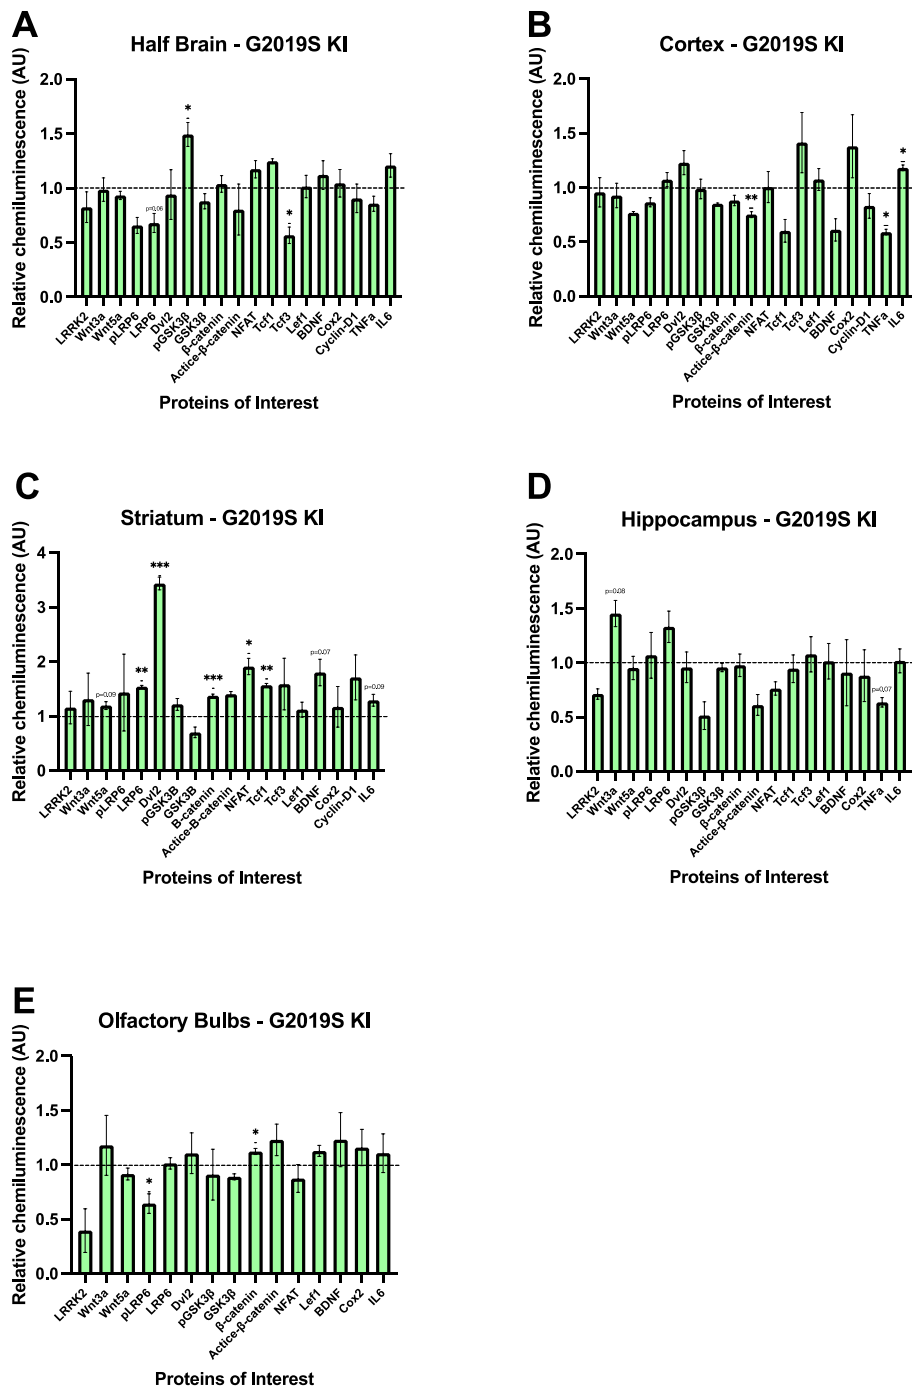 A
Half Brain - G2019S KI
Relative chemiluminescence (AU)
2.0
1.5
1.0
0.5
0.0
*
p=0.06
*
LRRK2
Wnt3a
Wnt5a
pLRP6
LRP6
Dvl2
pGSK3β
GSK3β
β-catenin
Actice-β-catenin
NFAT
Tcf1
Tcf3
Lef1
BDNF
Cox2
Cyclin-D1
TNFa
IL6
Proteins of Interest
B
Cortex - G2019S KI
Relative chemiluminescence (AU)
2.0
1.5
1.0
0.5
0.0
**
*
*
LRRK2
Wnt3a
Wnt5a
pLRP6
LRP6
Dvl2
pGSK3β
GSK3β
β-catenin
Actice-β-catenin
NFAT
Tcf1
Tcf3
Lef1
BDNF
Cox2
Cyclin-D1
TNFa
IL6
Proteins of Interest
C
Striatum - G2019S KI
Relative chemiluminescence (AU)
4
3
2
1
0
p=0.09
**
***
***
*
**
p=0.07
p=0.09
LRRK2
Wnt3a
Wnt5a
pLRP6
LRP6
Dvl2
pGSK3B
GSK3B
B-catenin
Actice-B-catenin
NFAT
Tcf1
Tcf3
Lef1
BDNF
Cox2
Cyclin-D1
IL6
Proteins of Interest
D
Hippocampus - G2019S KI
Relative chemiluminescence (AU)
2.0
1.5
1.0
0.5
0.0
p=0.08
p=0.07
LRRK2
Wnt3a
Wnt5a
pLRP6
LRP6
Dvl2
pGSK3β
GSK3β
β-catenin
Actice-β-catenin
NFAT
Tcf1
Tcf3
Lef1
BDNF
Cox2
TNFa
IL6
Proteins of Interest
E
Olfactory Bulbs - G2019S KI
Relative chemiluminescence (AU)
2.0
1.5
1.0
0.5
0.0
*
*
LRRK2
Wnt3a
Wnt5a
pLRP6
LRP6
Dvl2
pGSK3β
GSK3β
β-catenin
Actice-β-catenin
NFAT
Lef1
BDNF
Cox2
IL6
Proteins of Interest